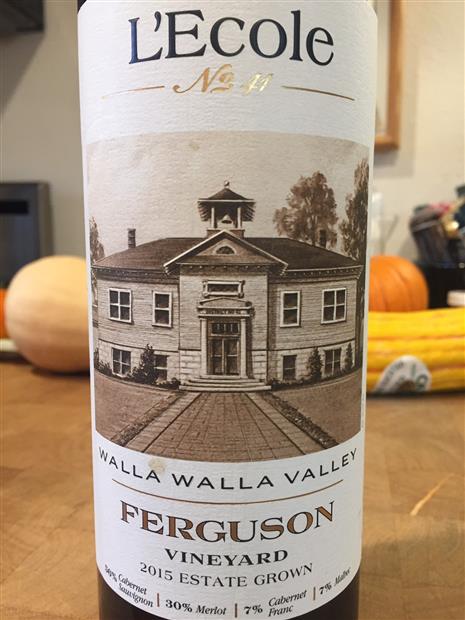 L'ECOLE
No 41
WALLA WALLA VALLEY
FERGUSON
VINEYARD
2015 ESTATE GROWN
56% Cabernet Sauvignon | 30% Merlot | 7% Cabernet Franc | 7% Malbec